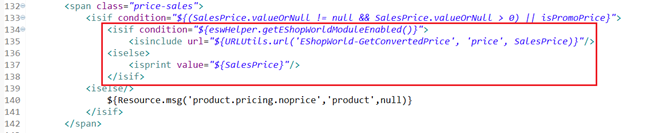 132 <span class="price-sales">
133 <isif condition="${(SalesPrice.valueOrNull != null && SalesPrice.valueOrNull > 0) || isPromoPrice}">
134 <isif condition="${eswHelper.getEShopWorldModuleEnabled()}">
135 <isinclude url="${URLUtils.url('EShopWorld-GetConvertedPrice', 'price', SalesPrice)}"/>
136 <iselse>
137 <isprint value="${SalesPrice}"/>
138 </isif>
139 <iselse/>
140 ${Resource.msg('product.pricing.noprice','product',null)}
141 </isif>
142 </span>